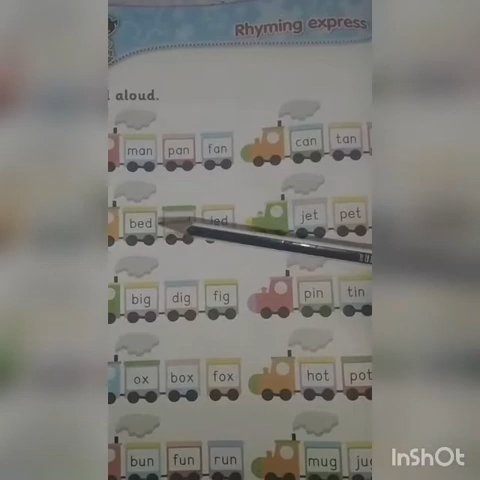 Rhyming express
aloud.
man pan fan can tan
bed jet pet
big dig fig pin tin
ox box fox hot pot
bun fun run mug
InShOt